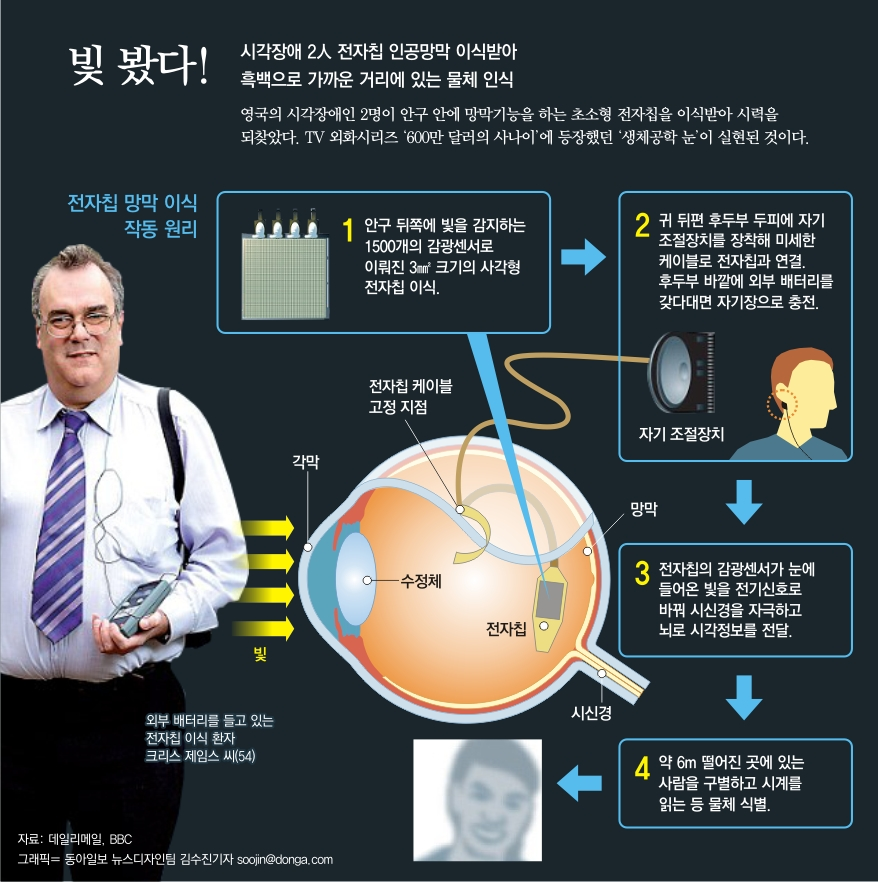 빛 봤다!
시각장애 2人 전자칩 인공망막 이식받아
흑백으로 가까운 거리에 있는 물체 인식
영국의 시각장애인 2명이 안구 안에 망막기능을 하는 초소형 전자칩을 이식받아 시력을
되찾았다. TV 외화시리즈 ‘600만 달러의 사나이’에 등장했던 ‘생체공학 눈’이 실현된 것이다.
전자칩 망막 이식
작동 원리
1 안구 뒤쪽에 빛을 감지하는
1500개의 감광센서로
이뤄진 3㎟ 크기의 사각형
전자칩 이식.
2 귀 뒤편 후두부 두피에 자기
조절장치를 장착해 미세한
케이블로 전자칩과 연결.
후두부 바깥에 외부 배터리를
갖다대면 자기장으로 충전.
자기 조절장치
전자칩 케이블
고정 지점
각막
망막
수정체
전자칩
빛
시신경
3 전자칩의 감광센서가 눈에
들어온 빛을 전기신호로
바꿔 시신경을 자극하고
뇌로 시각정보를 전달.
4 약 6m 떨어진 곳에 있는
사람을 구별하고 시계를
읽는 등 물체 식별.
외부 배터리를 들고 있는
전자칩 이식 환자
크리스 제임스 씨(54)
자료: 데일리메일, BBC
그래픽= 동아일보 뉴스디자인팀 김수진기자 soojin@donga.com